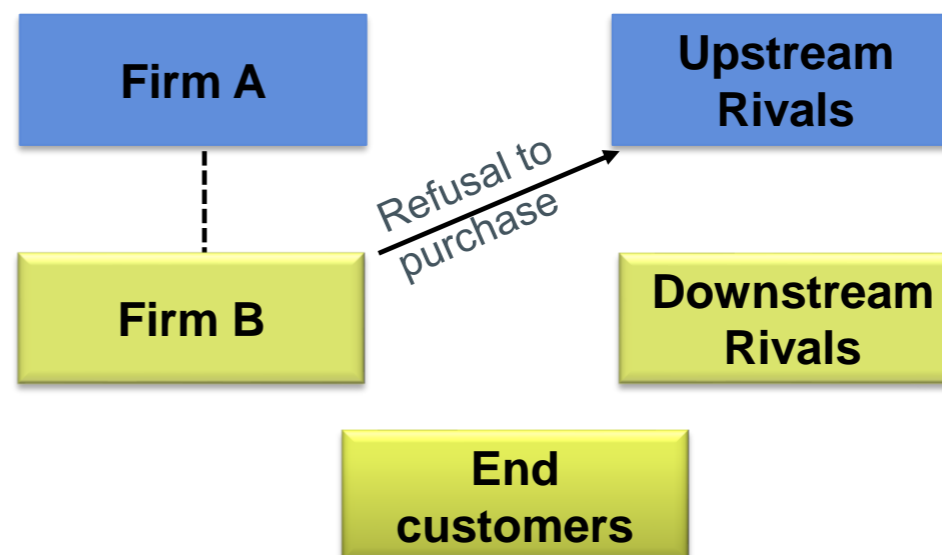 Firm A
Upstream
Rivals
Refusal to
purchase
Firm B
Downstream
Rivals
End
customers